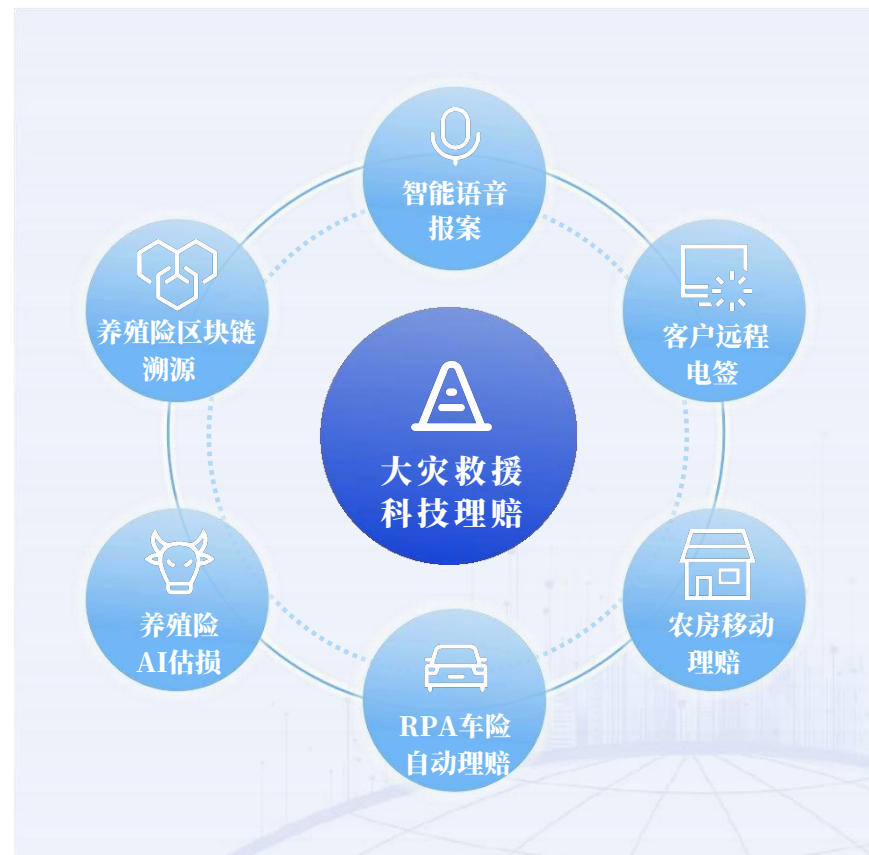 智能语音
报案
客户远程
电签
农房移动
理赔
RPA车险
自动理赔
养殖险
AI估损
养殖险区块链
溯源
大灾救援
科技理赔